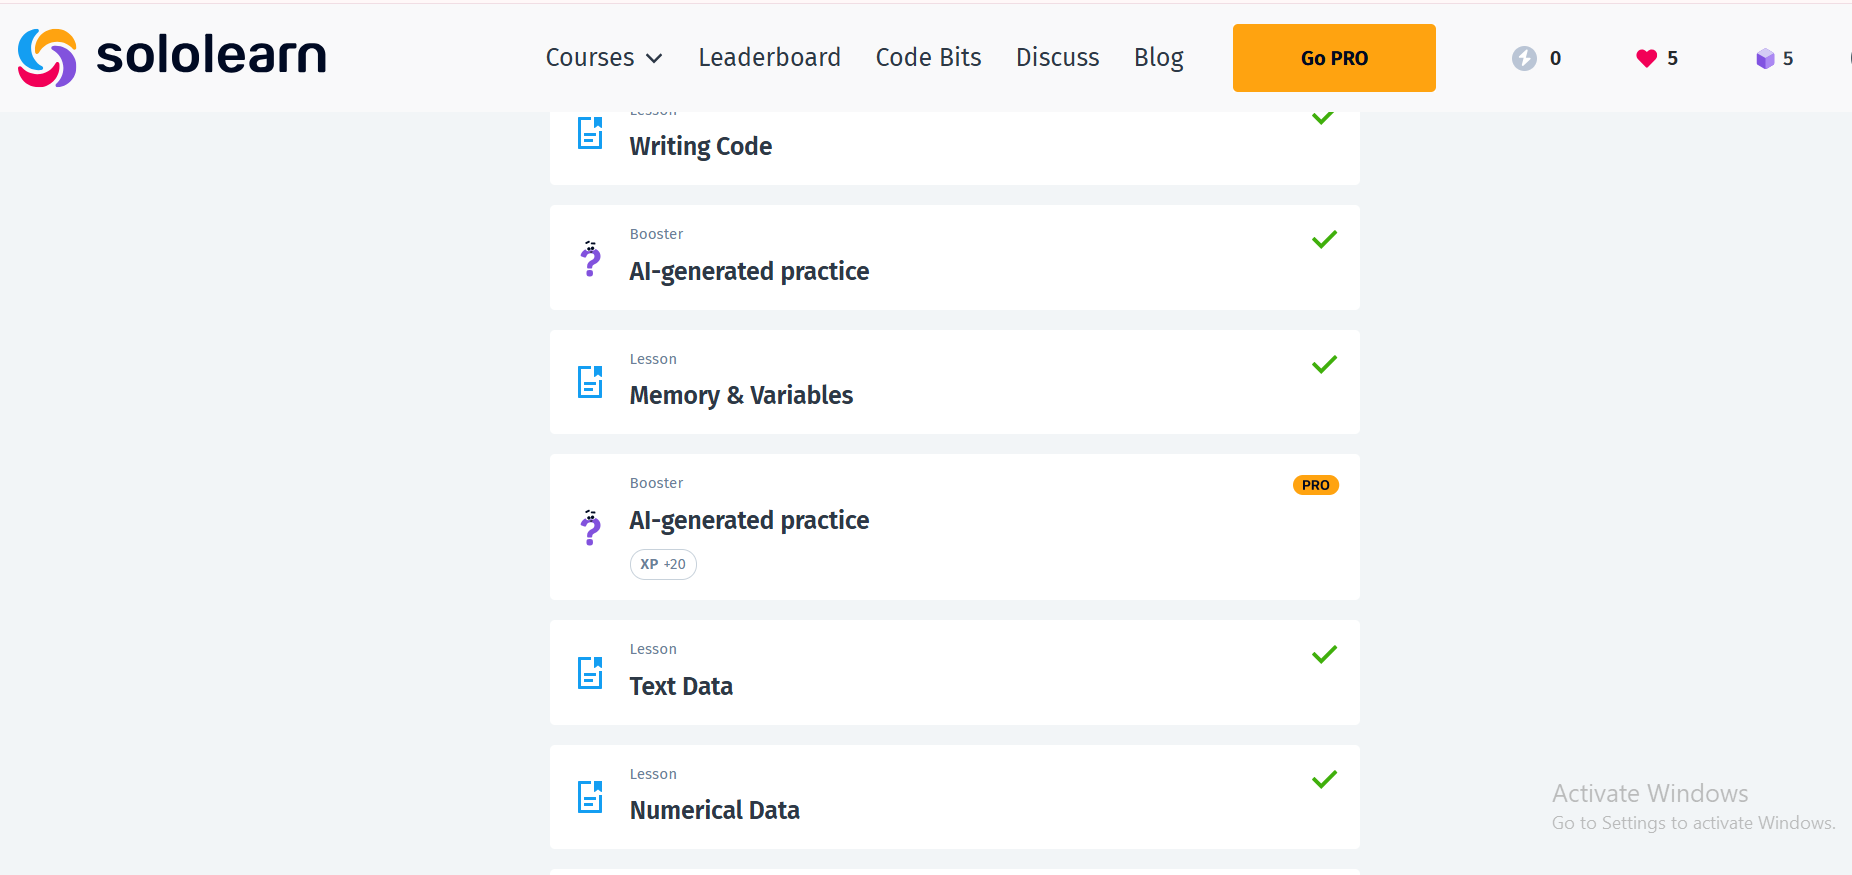 sololearn
Courses Leaderboard Code Bits Discuss Blog Go PRO 0 5 5
Lesson
Writing Code
Booster
AI-generated practice
Lesson
Memory & Variables
Booster
PRO
AI-generated practice
XP +20
Lesson
Text Data
Lesson
Numerical Data
Activate Windows
Go to Settings to activate Windows.